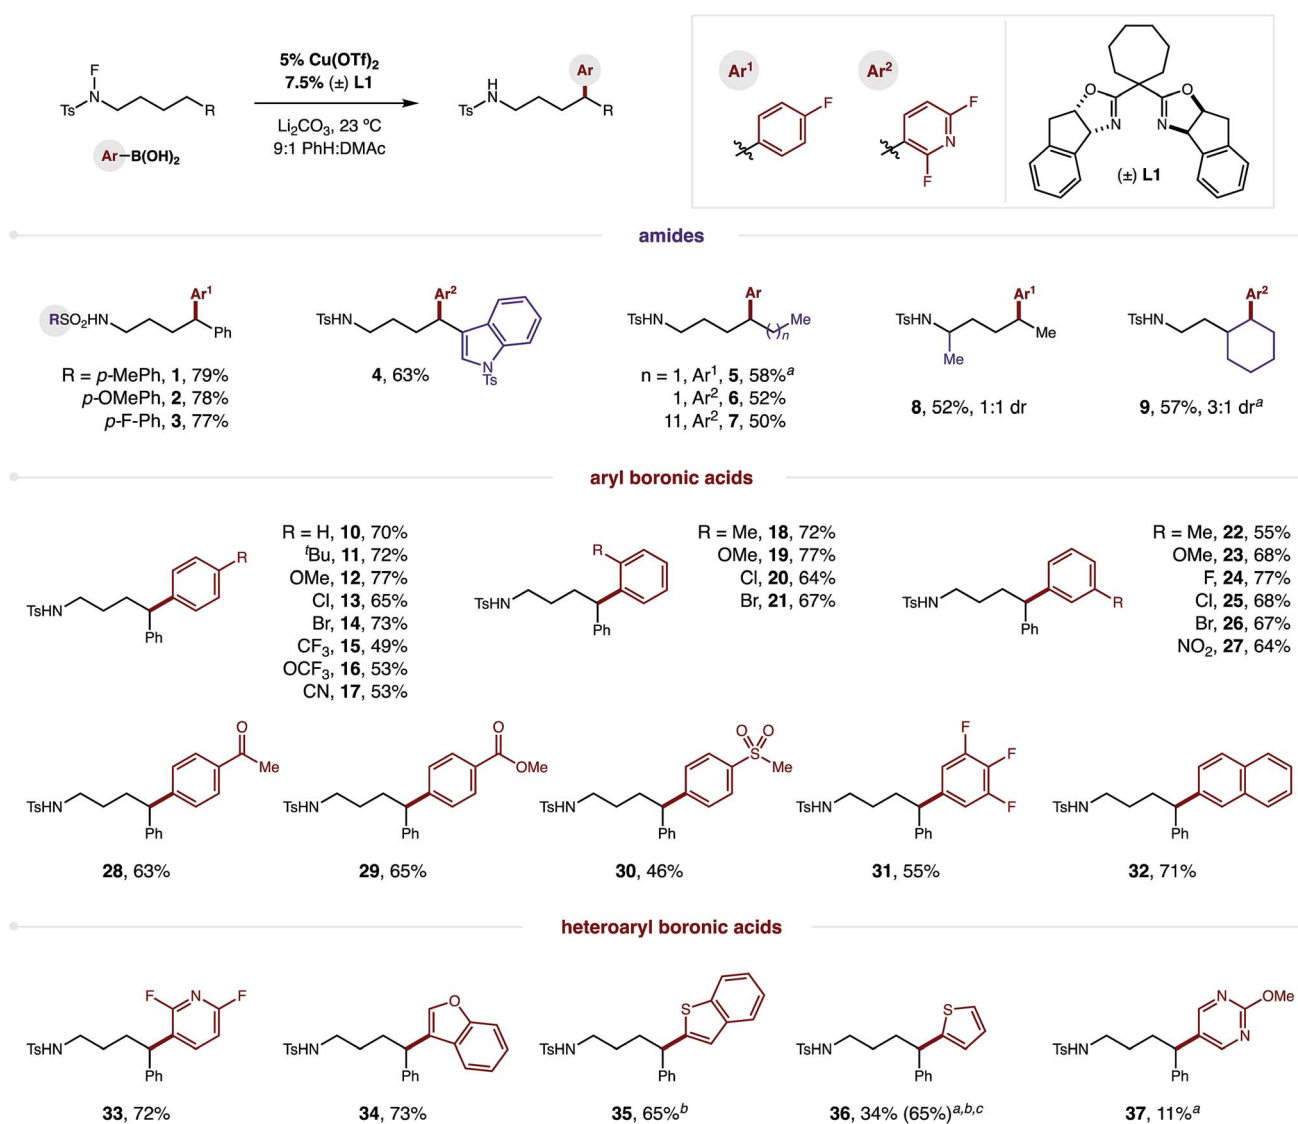 F
N
Ts
R
Ar–B(OH)₂
5% Cu(OTf)₂
7.5% (±) L1
Li₂CO₃, 23 ºC
9:1 PhH:DMAc
H
N
Ts
Ar
R
Ar¹
F
Ar²
F
N
F
O
O
N
N
(±) L1
amides
RSO₂HN
Ar¹
Ph
R = p-MePh, 1, 79%
p-OMePh, 2, 78%
p-F-Ph, 3, 77%
TsHN
Ar²
N
Ts
4, 63%
TsHN
Ar
( )n
Me
n = 1, Ar¹, 5, 58%ᵃ
1, Ar², 6, 52%
11, Ar², 7, 50%
TsHN
Ar¹
Me
Me
8, 52%, 1:1 dr
TsHN
Ar²
9, 57%, 3:1 drᵃ
aryl boronic acids
TsHN
R
Ph
R = H, 10, 70%
ᵗBu, 11, 72%
OMe, 12, 77%
Cl, 13, 65%
Br, 14, 73%
CF₃, 15, 49%
OCF₃, 16, 53%
CN, 17, 53%
TsHN
R
Ph
R = Me, 18, 72%
OMe, 19, 77%
Cl, 20, 64%
Br, 21, 67%
TsHN
R
Ph
R = Me, 22, 55%
OMe, 23, 68%
F, 24, 77%
Cl, 25, 68%
Br, 26, 67%
NO₂, 27, 64%
TsHN
O
Me
Ph
28, 63%
TsHN
O
OMe
Ph
29, 65%
TsHN
O O
S
Me
Ph
30, 46%
TsHN
F
F
F
Ph
31, 55%
TsHN
Ph
32, 71%
heteroaryl boronic acids
TsHN
F
N
F
Ph
33, 72%
TsHN
O
Ph
34, 73%
TsHN
S
Ph
35, 65%ᵇ
TsHN
S
Ph
36, 34% (65%)ᵃ,ᵇ,ᶜ
TsHN
N
OMe
N
Ph
37, 11%ᵃ